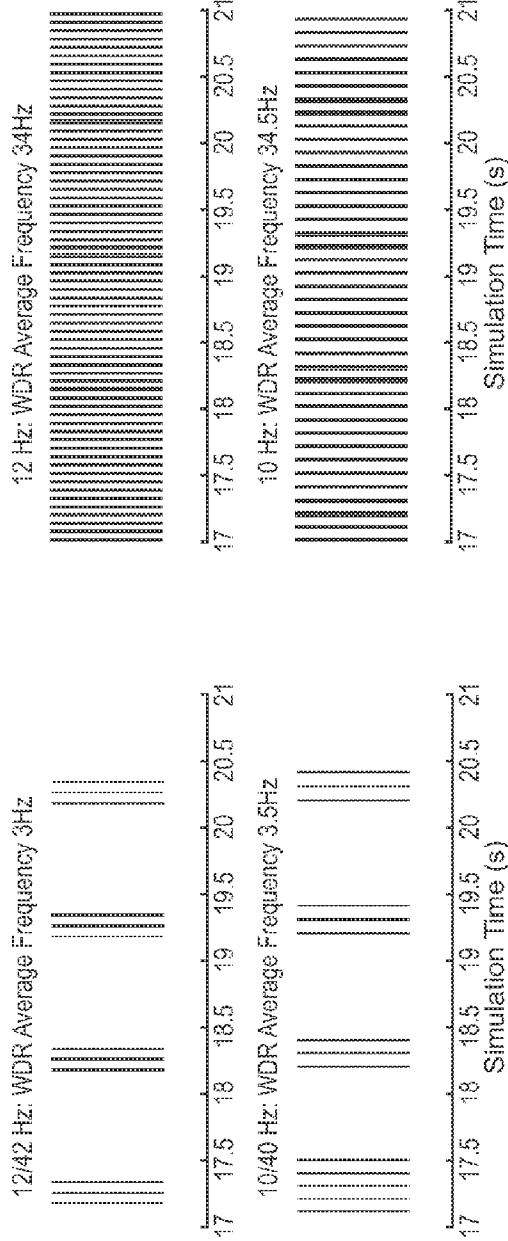 12/42 Hz: WDR Average Frequency 3Hz
17 17.5 18 18.5 19 19.5 20 20.5 21
10/40 Hz: WDR Average Frequency 3.5Hz
17 17.5 18 18.5 19 19.5 20 20.5 21
Simulation Time (s)
12 Hz: WDR Average Frequency 34Hz
17 17.5 18 18.5 19 19.5 20 20.5 21
10 Hz: WDR Average Frequency 34.5Hz
17 17.5 18 18.5 19 19.5 20 20.5 21
Simulation Time (s)